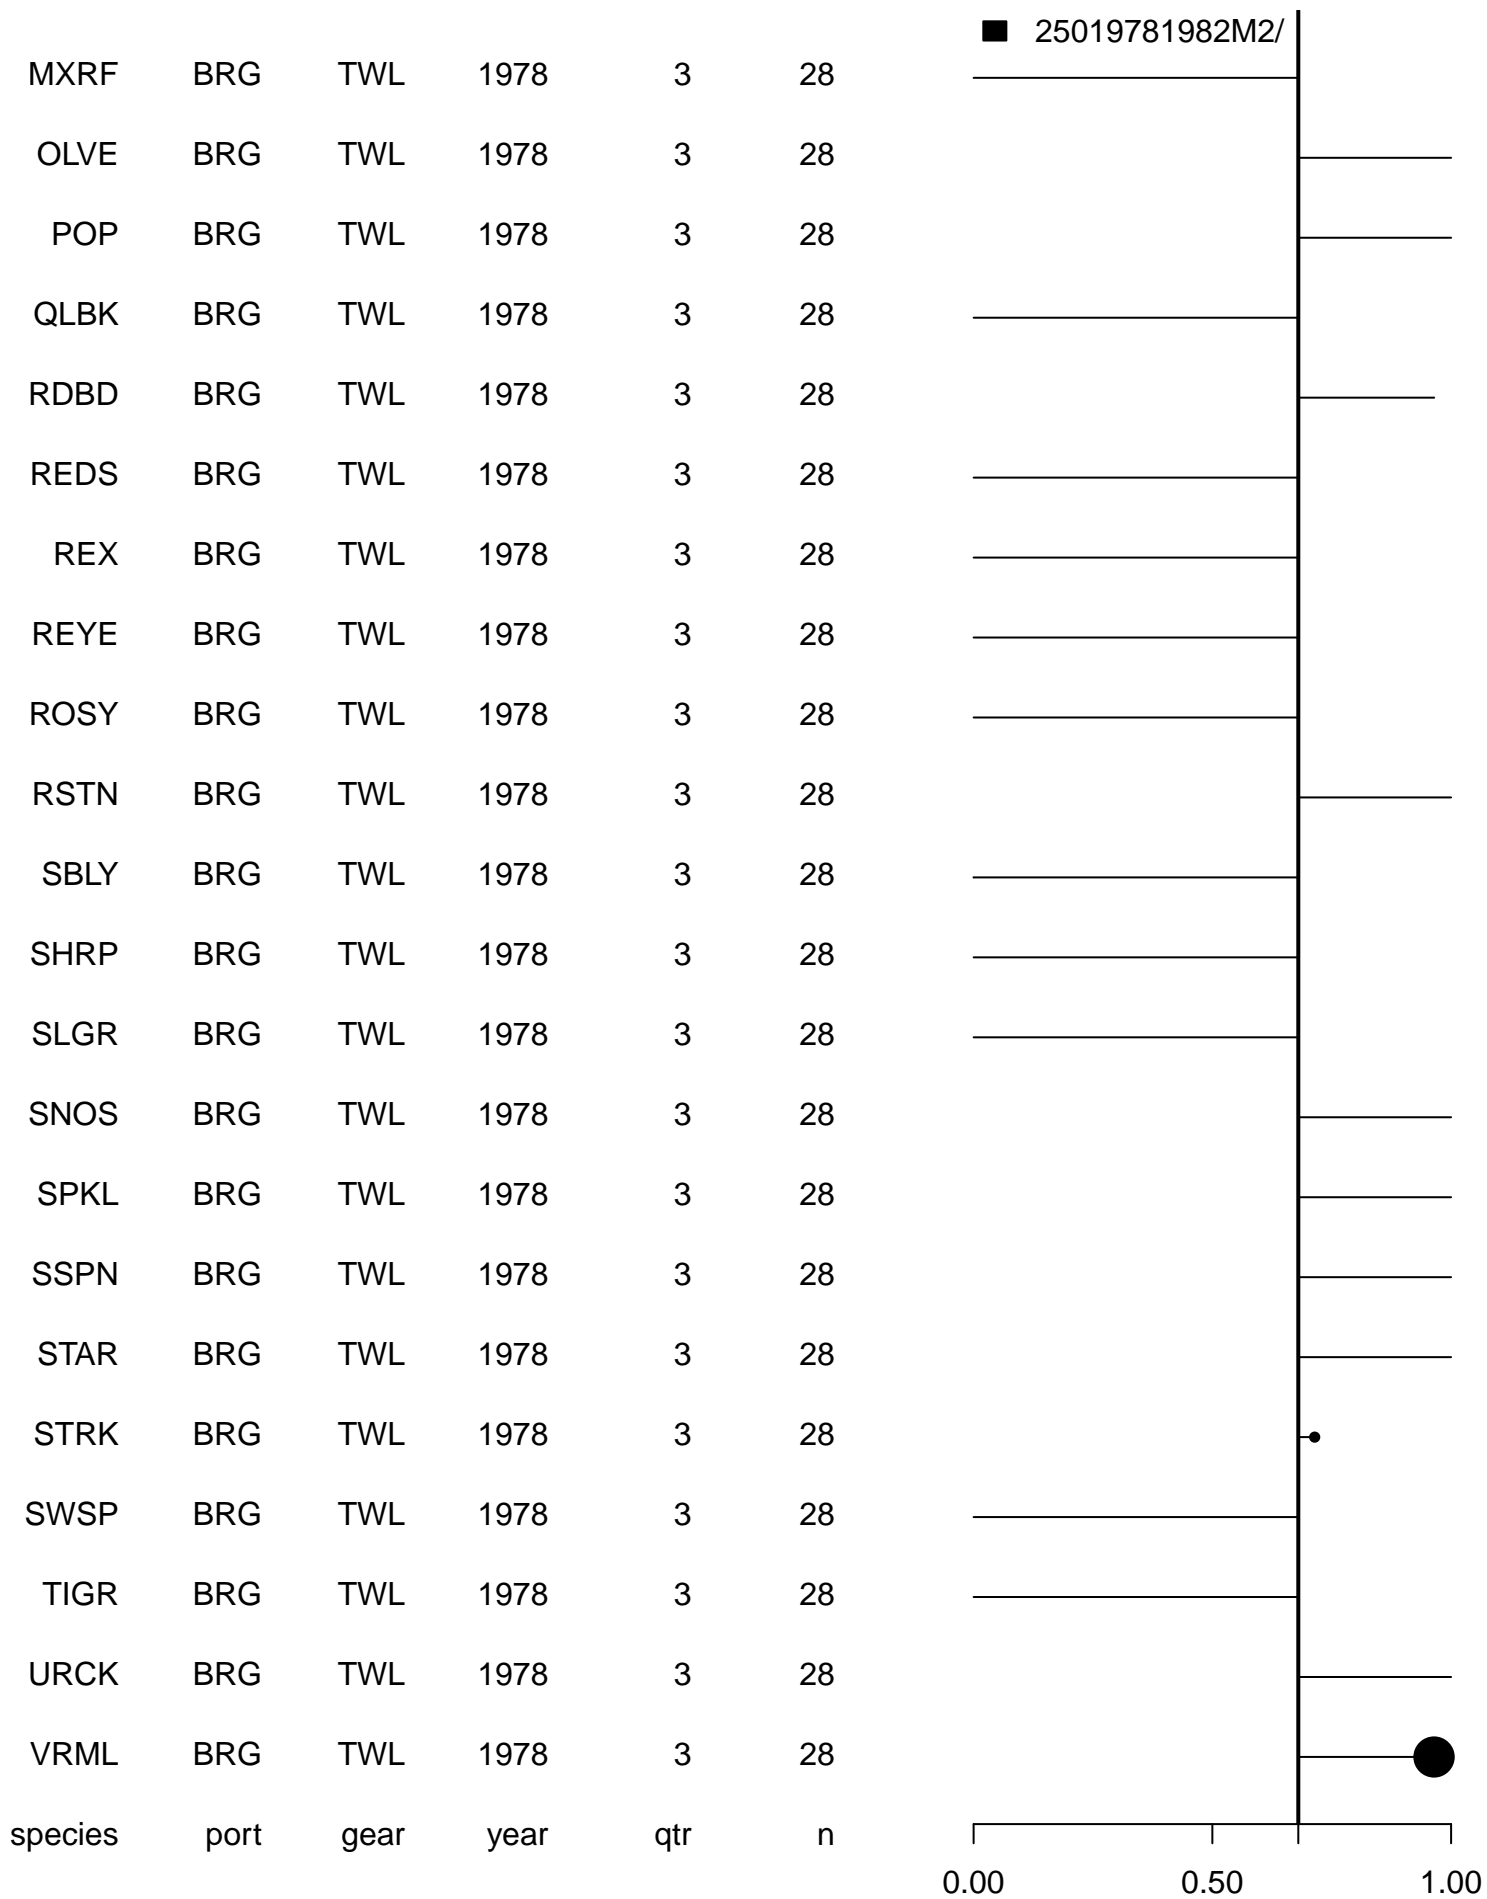 25019781982M2/
MXRF BRG TWL 1978 3 28
OLVE BRG TWL 1978 3 28
POP BRG TWL 1978 3 28
QLBK BRG TWL 1978 3 28
RDBD BRG TWL 1978 3 28
REDS BRG TWL 1978 3 28
REX BRG TWL 1978 3 28
REYE BRG TWL 1978 3 28
ROSY BRG TWL 1978 3 28
RSTN BRG TWL 1978 3 28
SBLY BRG TWL 1978 3 28
SHRP BRG TWL 1978 3 28
SLGR BRG TWL 1978 3 28
SNOS BRG TWL 1978 3 28
SPKL BRG TWL 1978 3 28
SSPN BRG TWL 1978 3 28
STAR BRG TWL 1978 3 28
STRK BRG TWL 1978 3 28
SWSP BRG TWL 1978 3 28
TIGR BRG TWL 1978 3 28
URCK BRG TWL 1978 3 28
VRML BRG TWL 1978 3 28
species port gear year qtr n
0.00 0.50 1.00